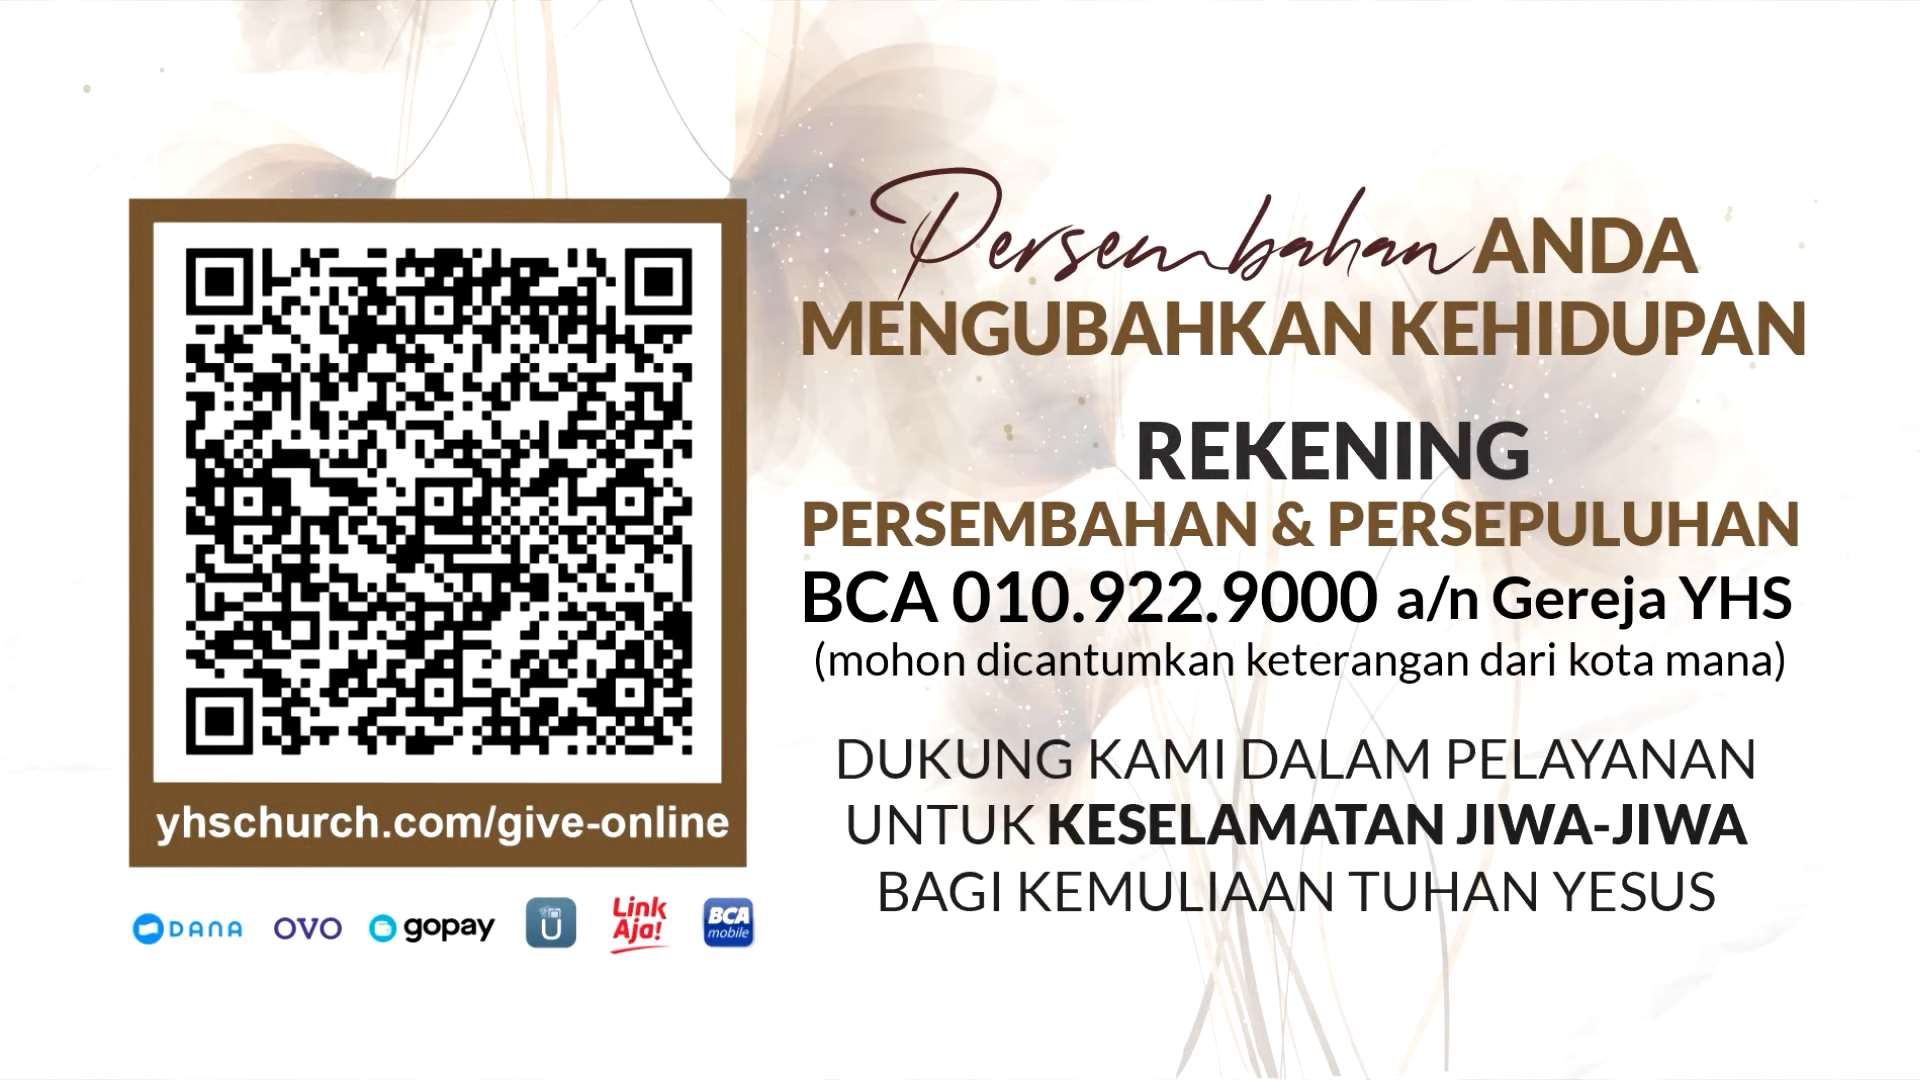 Persembahan ANDA
MENGUBAHKAN KEHIDUPAN
REKENING
PERSEMBAHAN & PERSEPULUHAN
BCA 010.922.9000 a/n Gereja YHS
(mohon dicantumkan keterangan dari kota mana)
DUKUNG KAMI DALAM PELAYANAN
UNTUK KESELAMATAN JIWA-JIWA
BAGI KEMULIAAN TUHAN YESUS
yhschurch.com/give-online
DANA OVO gopay U Link Aja! BCA mobile